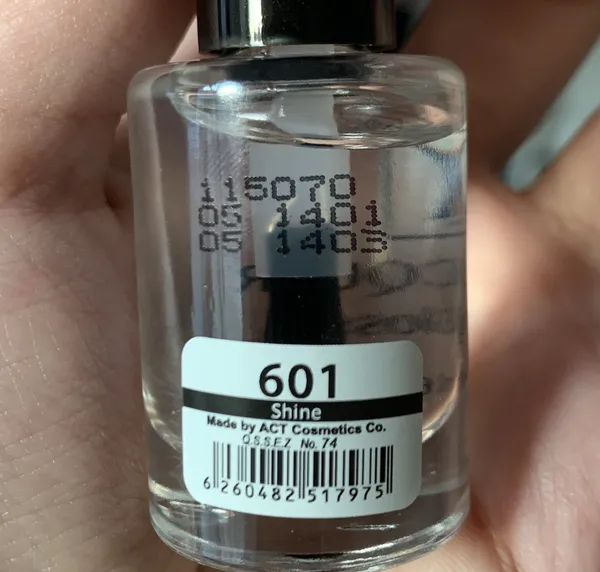 115070
05 1401
05 1403
601
Shine
Made by ACT Cosmetics Co.
Q.S.S.E.Z No. 74
6 260482 517975